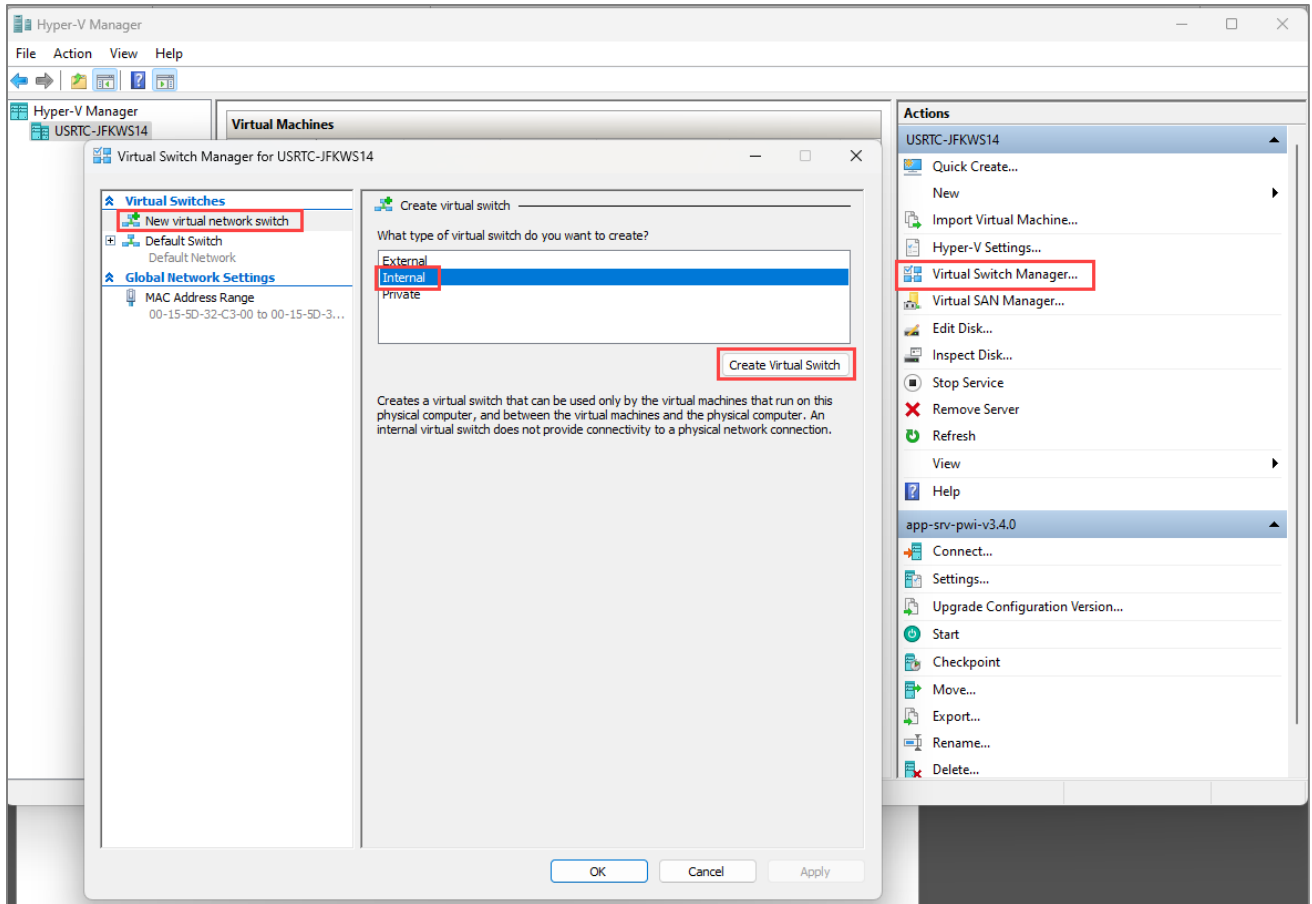 Hyper-V Manager
File Action View Help
Hyper-V Manager
USRTC-JFKWS14
Virtual Machines
Virtual Switch Manager for USRTC-JFKWS14
Virtual Switches
New virtual network switch
Default Switch
Default Network
Global Network Settings
MAC Address Range
00-15-5D-32-C3-00 to 00-15-5D-3...
Create virtual switch
What type of virtual switch do you want to create?
External
Internal
Private
Create Virtual Switch
Creates a virtual switch that can be used only by the virtual machines that run on this
physical computer, and between the virtual machines and the physical computer. An
internal virtual switch does not provide connectivity to a physical network connection.
OK Cancel Apply
Actions
USRTC-JFKWS14
Quick Create...
New
Import Virtual Machine...
Hyper-V Settings...
Virtual Switch Manager...
Virtual SAN Manager...
Edit Disk...
Inspect Disk...
Stop Service
Remove Server
Refresh
View
Help
app-srv-pwi-v3.4.0
Connect...
Settings...
Upgrade Configuration Version...
Start
Checkpoint
Move...
Export...
Rename...
Delete...